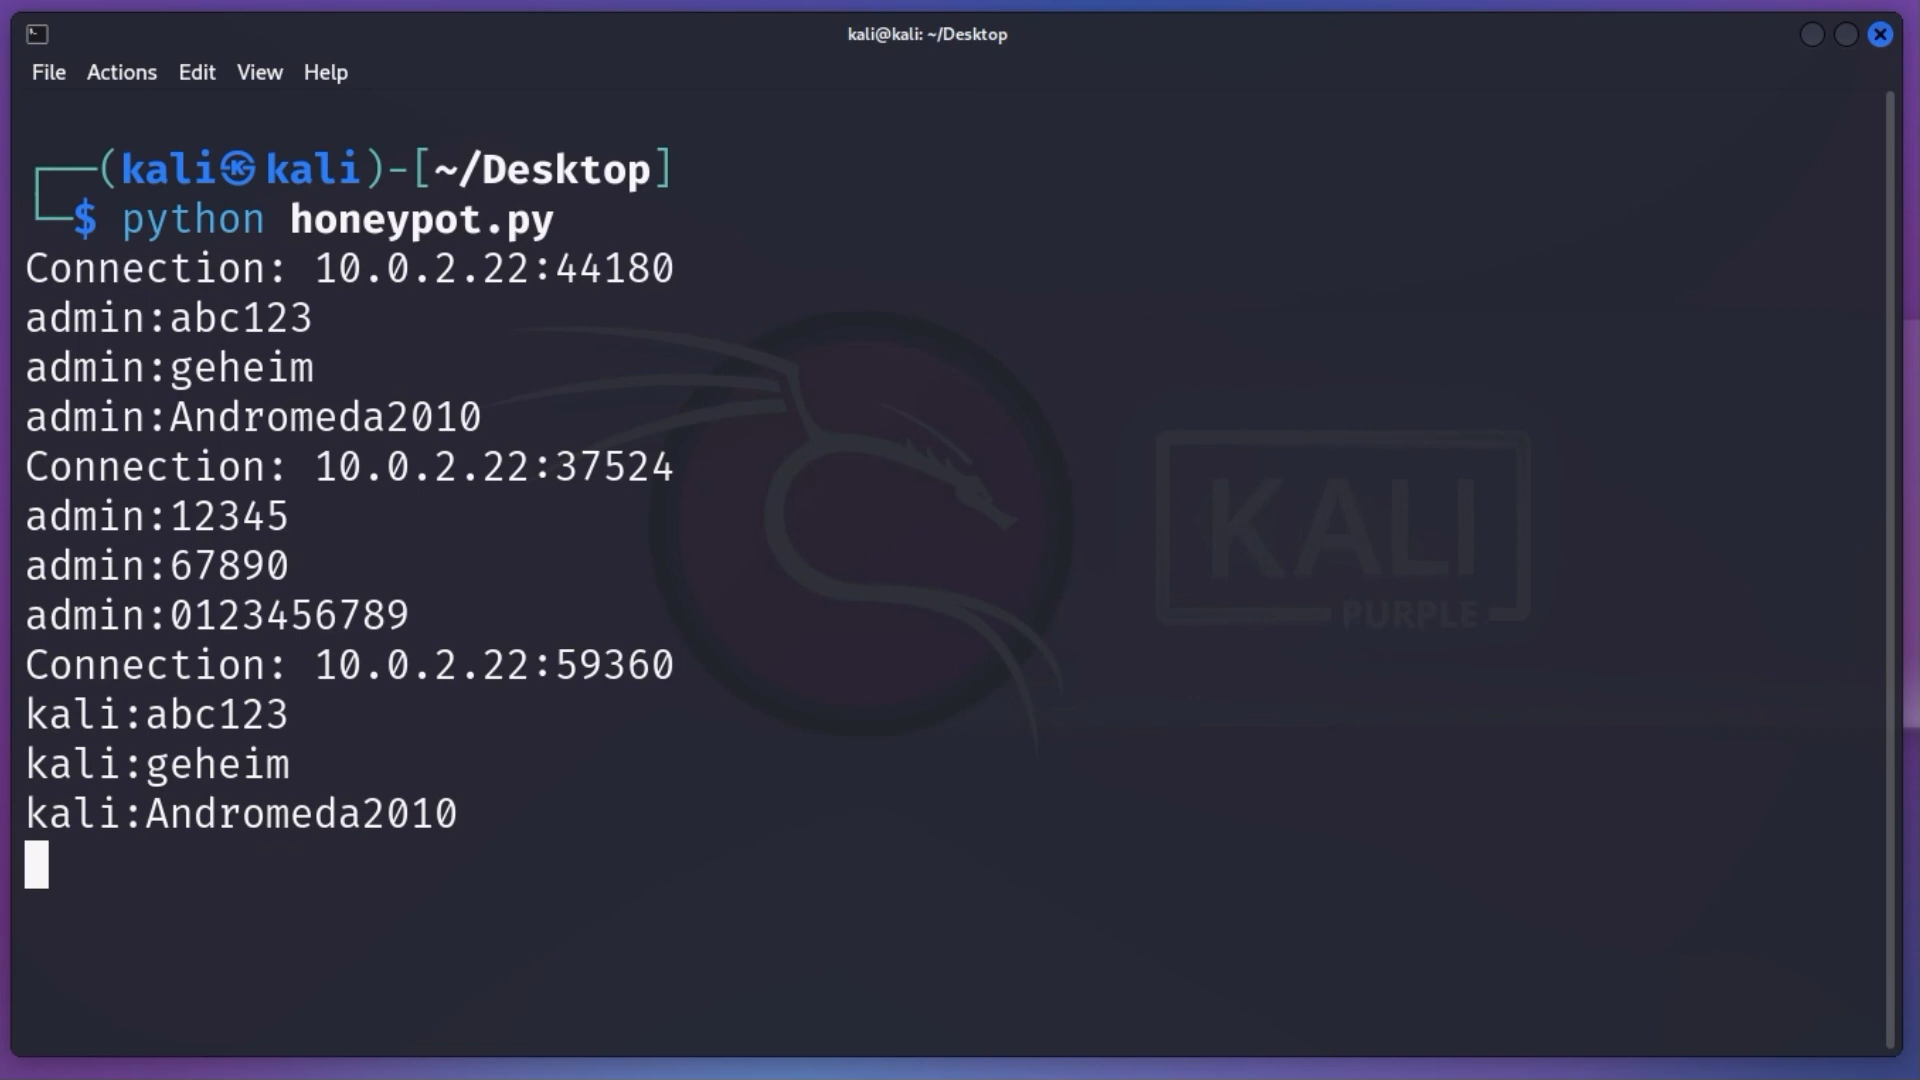 kali@kali: ~/Desktop
File Actions Edit View Help
┌──(kali㉿kali)-[~/Desktop]
└─$ python honeypot.py
Connection: 10.0.2.22:44180
admin:abc123
admin:geheim
admin:Andromeda2010
Connection: 10.0.2.22:37524
admin:12345
admin:67890
admin:0123456789
Connection: 10.0.2.22:59360
kali:abc123
kali:geheim
kali:Andromeda2010
KALI
PURPLE